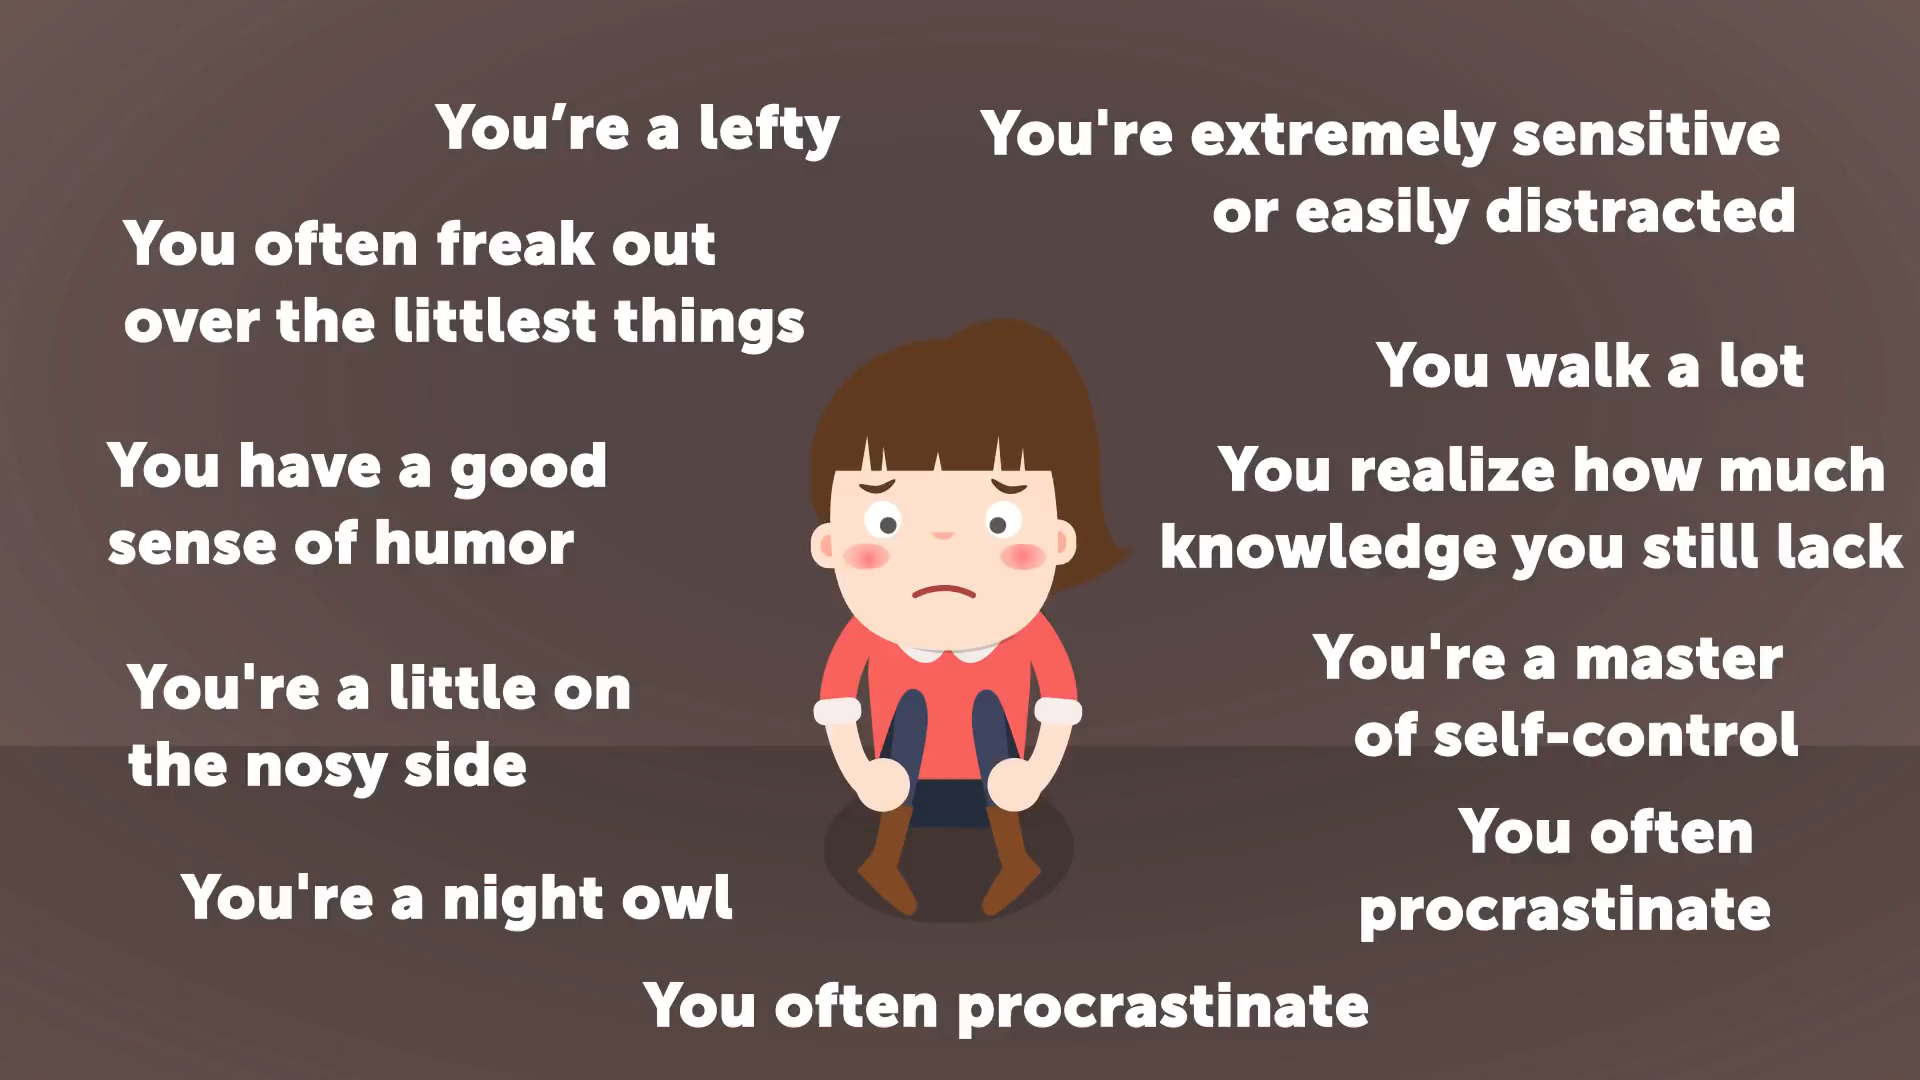 You’re a lefty
You're extremely sensitive
or easily distracted
You often freak out
over the littlest things
You walk a lot
You have a good
sense of humor
You realize how much
knowledge you still lack
You're a little on
the nosy side
You're a master
of self-control
You're a night owl
You often
procrastinate
You often procrastinate